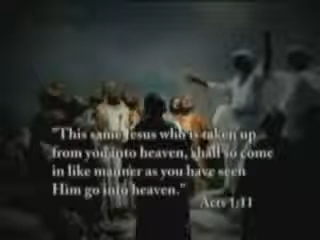 "This same Jesus who is taken up
from you into heaven, shall so come
in like manner as you have seen
Him go into heaven."
Acts 1:11